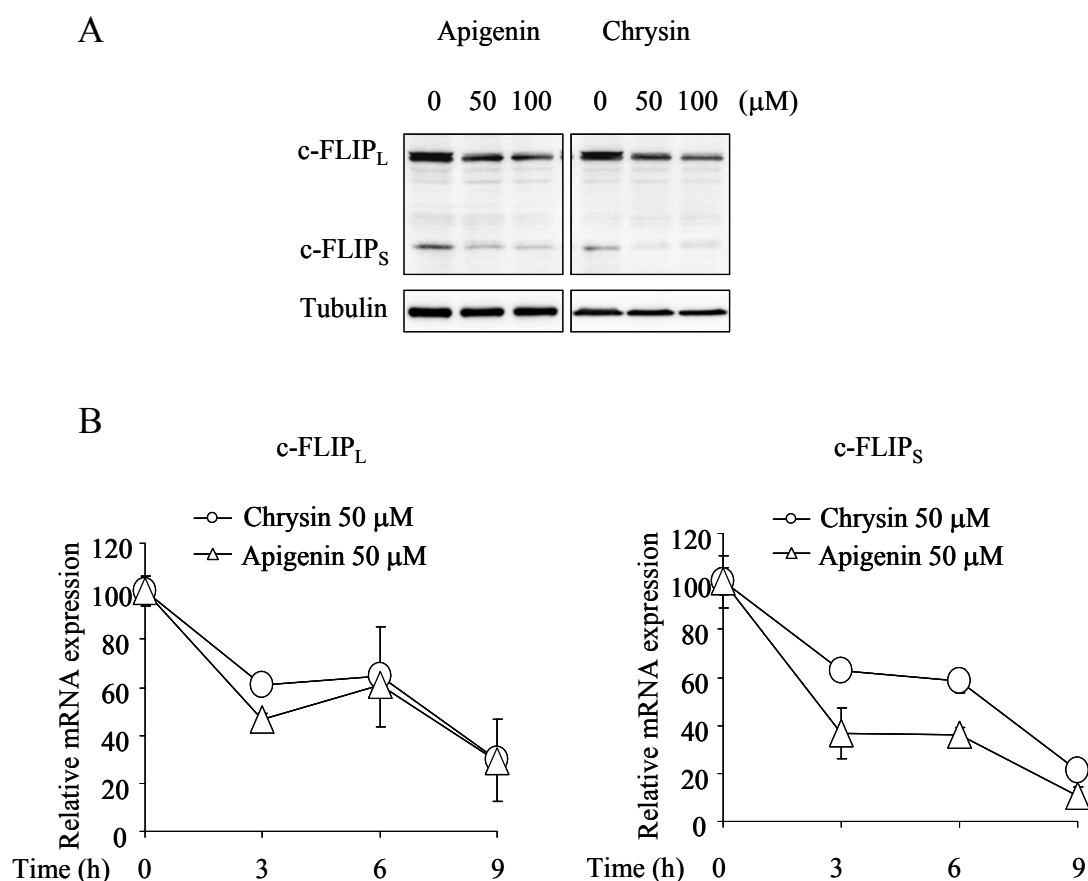 A
Apigenin Chrysin
0 50 100 0 50 100 (μM)
c-FLIPL
c-FLIPS
Tubulin
B
c-FLIPL
Chrysin 50 μM
Apigenin 50 μM
Relative mRNA expression
120
100
80
60
40
20
0
Time (h) 0 3 6 9
c-FLIPS
Chrysin 50 μM
Apigenin 50 μM
Relative mRNA expression
120
100
80
60
40
20
0
Time (h) 0 3 6 9